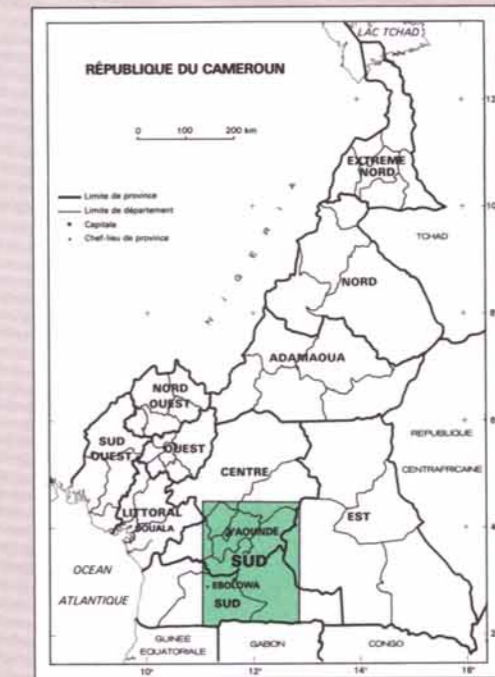 LAC TCHAD
RÉPUBLIQUE DU CAMEROUN
0 100 200 km
12
EXTREME
NORD
Limite de province
Limite de département
Capitale
Chef-lieu de province
10
TCHAD
NIGERIA
NORD
8
ADAMAOUA
NORD
OUEST
6
SUD
OUEST
OUEST
REPUBLIQUE
CENTRAFRICAINE
CENTRE
LITTORAL
DOUALA
YAOUNDE
EST
4
SUD
OCEAN
ATLANTIQUE
EBOLOWA
SUD
2
GUINEE
EQUATORIALE
GABON
CONGO
10° 12° 14° 16°